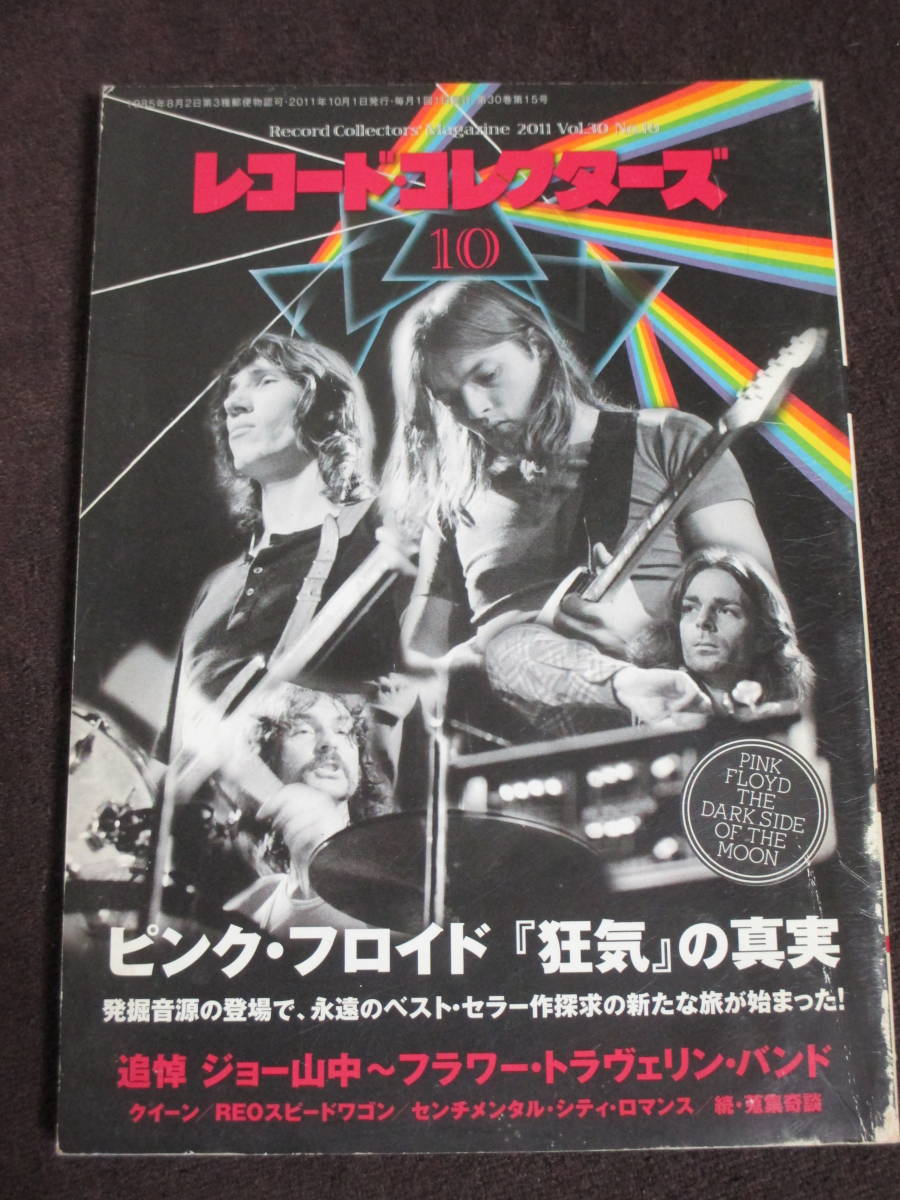 1985年8月2日第3種郵便物認可・2011年10月1日発行・毎月1回1日発行 第30巻第15号
Record Collectors' Magazine 2011 Vol.30
レコード・コレクターズ
10
PINK
FLOYD
THE
DARK SIDE
OF THE
MOON
ピンク・フロイド『狂気』の真実
発掘音源の登場で、永遠のベスト・セラー作探求の新たな旅が始まった!
追悼 ジョー山中〜フラワー・トラヴェリン・バンド
クイーン/REOスピードワゴン/センチメンタル・シティ・ロマンス/続・蒐集奇談